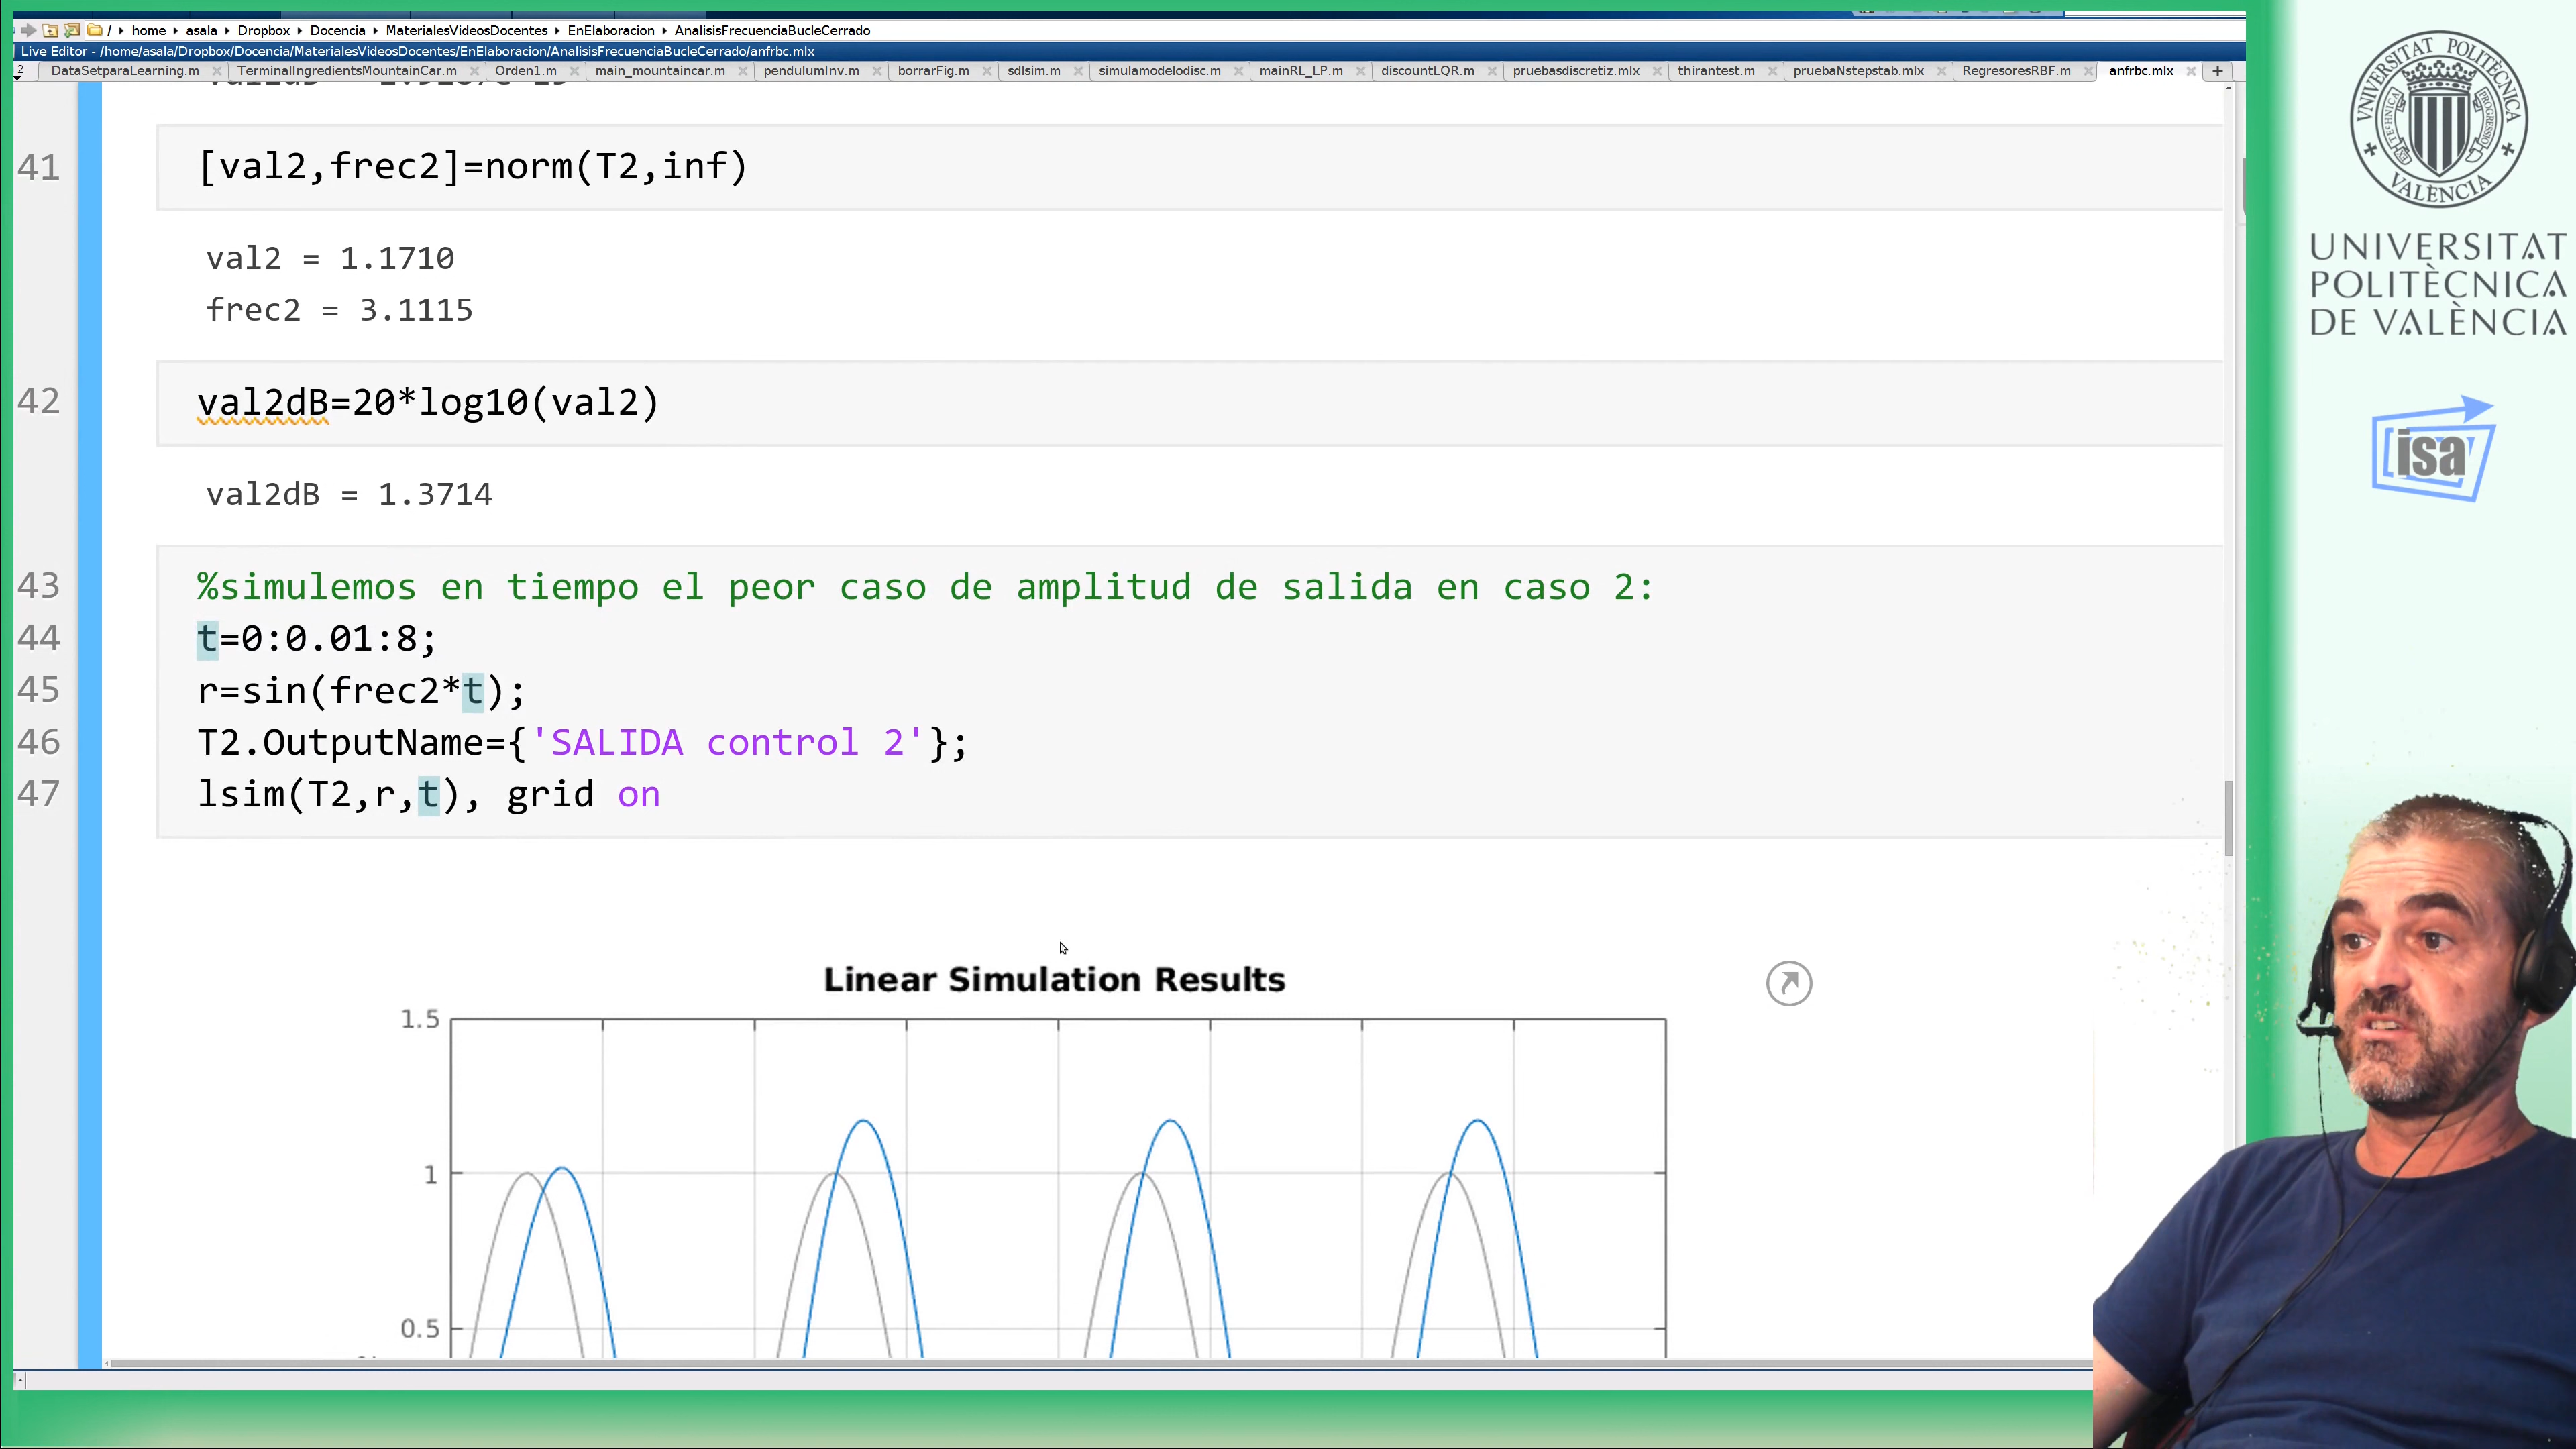 / home ▸ asala ▸ Dropbox ▸ Docencia ▸ MaterialesVideosDocentes ▸ EnElaboracion ▸ AnalisisFrecuenciaBucleCerrado
Live Editor - /home/asala/Dropbox/Docencia/MaterialesVideosDocentes/EnElaboracion/AnalisisFrecuenciaBucleCerrado/anfrbc.mlx
DataSetparaLearning.m TerminalIngredientsMountainCar.m Orden1.m main_mountaincar.m pendulumInv.m borrarFig.m sdlsim.m simulamodelodisc.m mainRL_LP.m discountLQR.m pruebasdiscretiz.mlx thirantest.m pruebaNstepstab.mlx RegresoresRBF.m anfrbc.mlx
41 [val2,frec2]=norm(T2,inf)
val2 = 1.1710
frec2 = 3.1115
42 val2dB=20*log10(val2)
val2dB = 1.3714
43 %simulemos en tiempo el peor caso de amplitud de salida en caso 2:
44 t=0:0.01:8;
45 r=sin(frec2*t);
46 T2.OutputName={'SALIDA control 2'};
47 lsim(T2,r,t), grid on
Linear Simulation Results
1.5
1
0.5
UNIVERSITAT POLITÈCNICA
VALÈNCIA
UNIVERSITAT
POLITÈCNICA
DE VALÈNCIA
isa